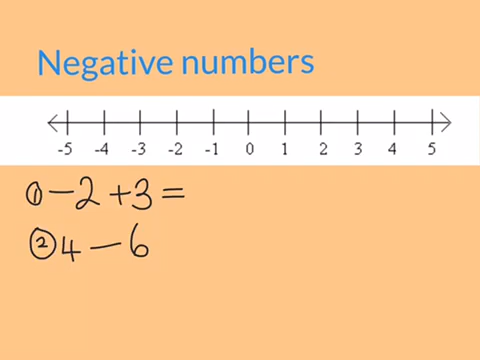 Negative numbers
-5 -4 -3 -2 -1 0 1 2 3 4 5
① -2 +3 =
② 4 - 6